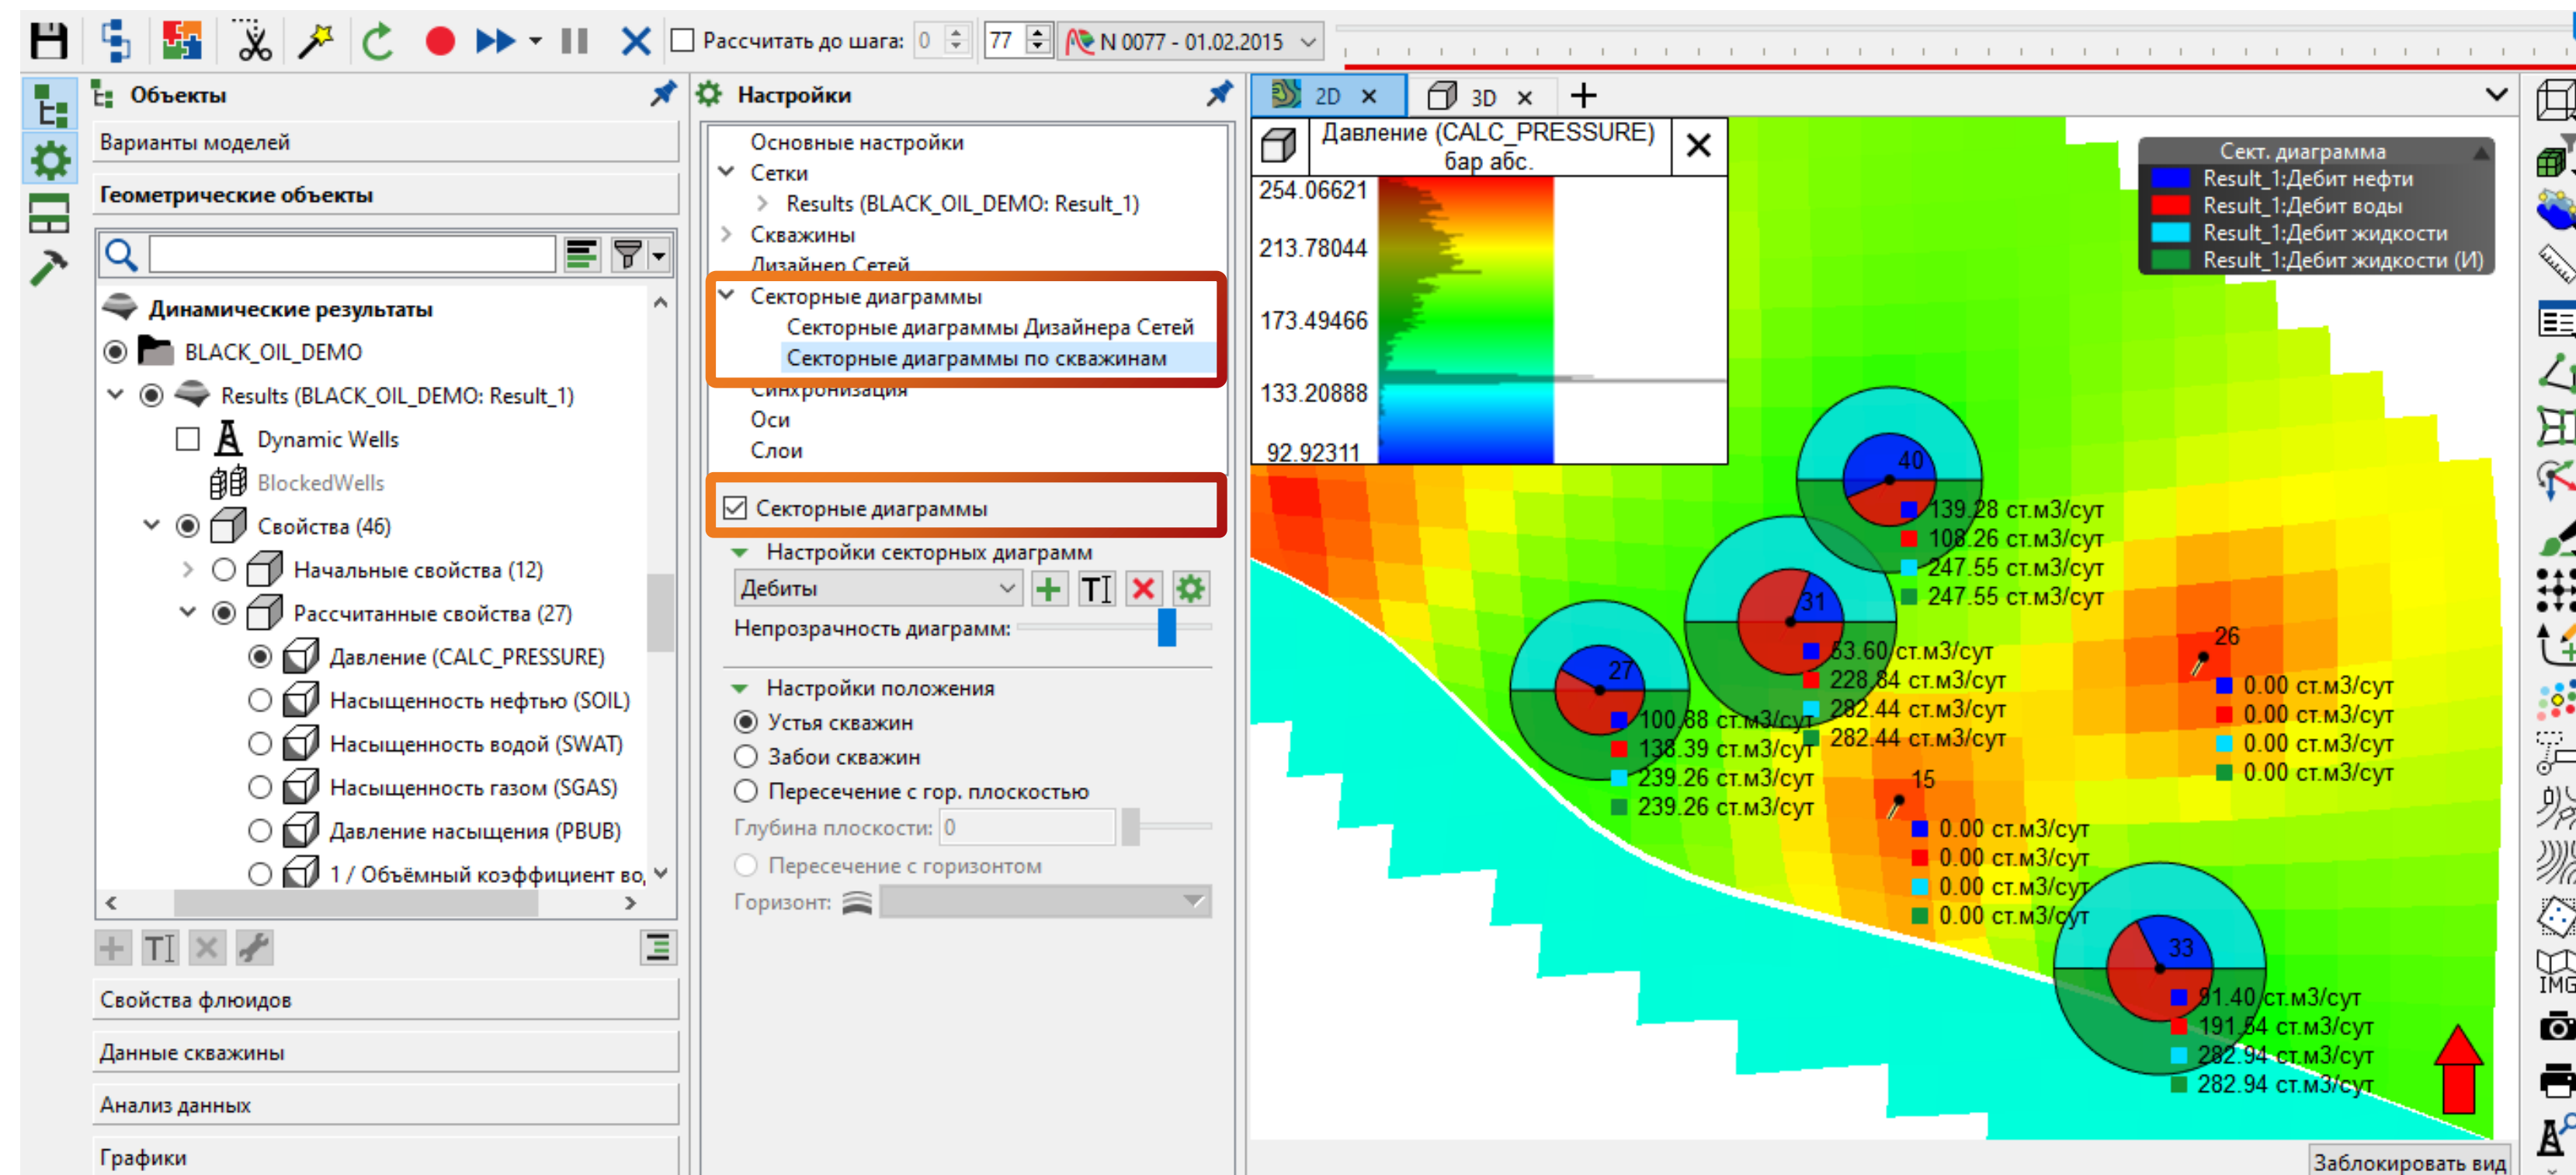 Рассчитать до шага: 0 77 N 0077 - 01.02.2015
Объекты
Варианты моделей
Геометрические объекты
Динамические результаты
BLACK_OIL_DEMO
Results (BLACK_OIL_DEMO: Result_1)
Dynamic Wells
BlockedWells
Свойства (46)
Начальные свойства (12)
Рассчитанные свойства (27)
Давление (CALC_PRESSURE)
Насыщенность нефтью (SOIL)
Насыщенность водой (SWAT)
Насыщенность газом (SGAS)
Давление насыщения (PBUB)
1 / Объёмный коэффициент во
TI
Свойства флюидов
Данные скважины
Анализ данных
Графики
Настройки
Основные настройки
Сетки
Results (BLACK_OIL_DEMO: Result_1)
Скважины
Дизайнер Сетей
Секторные диаграммы
Секторные диаграммы Дизайнера Сетей
Секторные диаграммы по скважинам
Синхронизация
Оси
Слои
Секторные диаграммы
Настройки секторных диаграмм
Дебиты TI
Непрозрачность диаграмм:
Настройки положения
Устья скважин
Забои скважин
Пересечение с гор. плоскостью
Глубина плоскости: 0
Пересечение с горизонтом
Горизонт:
2D 3D
Давление (CALC_PRESSURE)
бар абс.
254.06621
213.78044
173.49466
133.20888
92.92311
Сект. диаграмма
Result_1:Дебит нефти
Result_1:Дебит воды
Result_1:Дебит жидкости
Result_1:Дебит жидкости (И)
40
139.28 ст.м3/сут
108.26 ст.м3/сут
247.55 ст.м3/сут
247.55 ст.м3/сут
31
53.60 ст.м3/сут
228.84 ст.м3/сут
282.44 ст.м3/сут
282.44 ст.м3/сут
27
100.88 ст.м3/сут
138.39 ст.м3/сут
239.26 ст.м3/сут
239.26 ст.м3/сут
26
0.00 ст.м3/сут
0.00 ст.м3/сут
0.00 ст.м3/сут
0.00 ст.м3/сут
15
0.00 ст.м3/сут
0.00 ст.м3/сут
0.00 ст.м3/сут
0.00 ст.м3/сут
33
91.40 ст.м3/сут
191.54 ст.м3/сут
282.94 ст.м3/сут
282.94 ст.м3/сут
IMG
Заблокировать вид